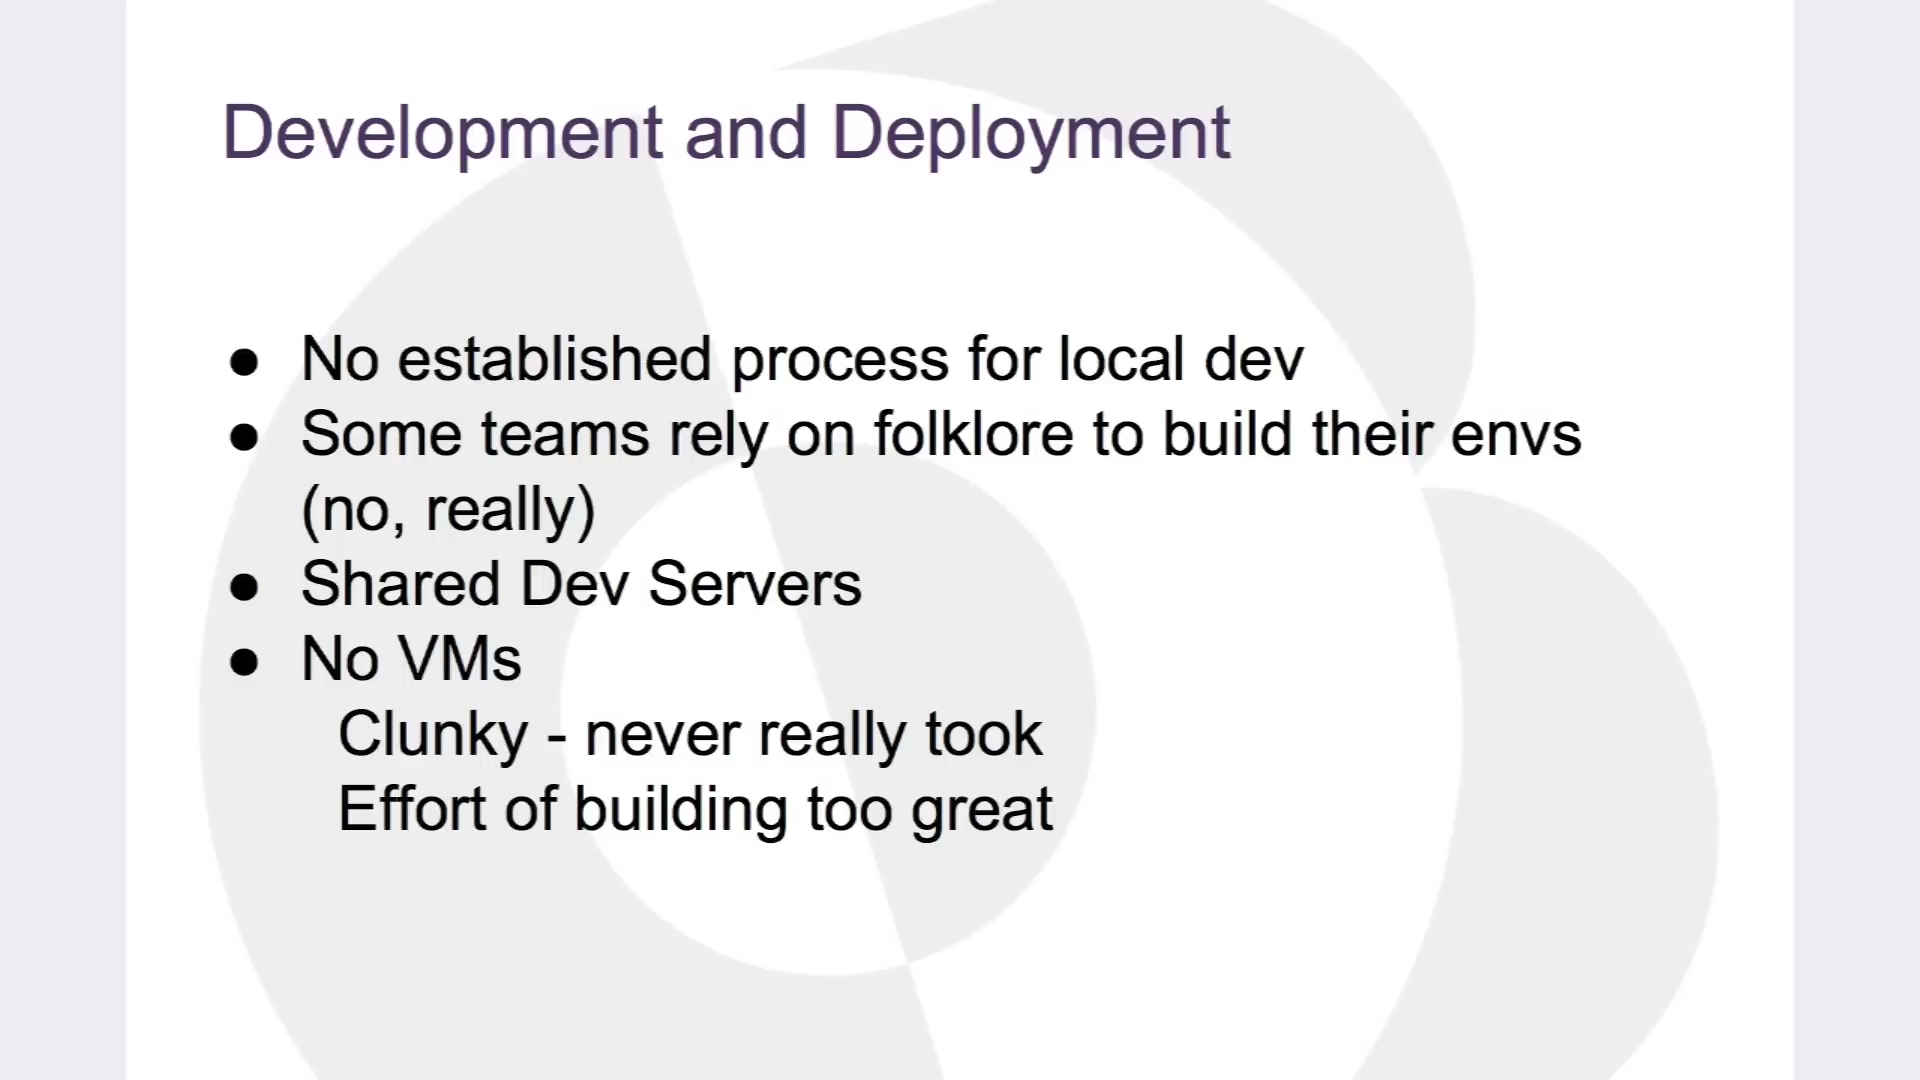 Development and Deployment
● No established process for local dev
● Some teams rely on folklore to build their envs
(no, really)
● Shared Dev Servers
● No VMs
Clunky - never really took
Effort of building too great